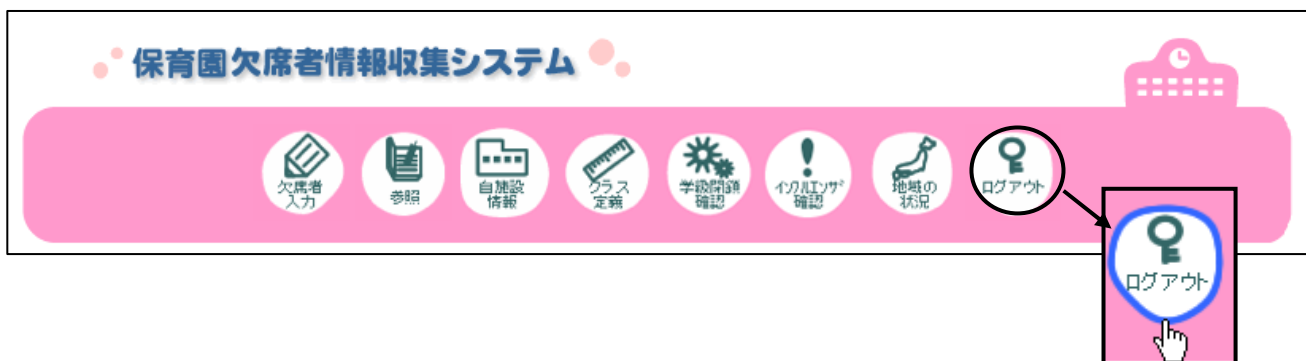 保育園欠席者情報収集システム
欠席者
入力
参照
自施設
情報
クラス
定義
学級閉鎖
確認
インフルエンザ
確認
地域の
状況
ログアウト
ログアウト